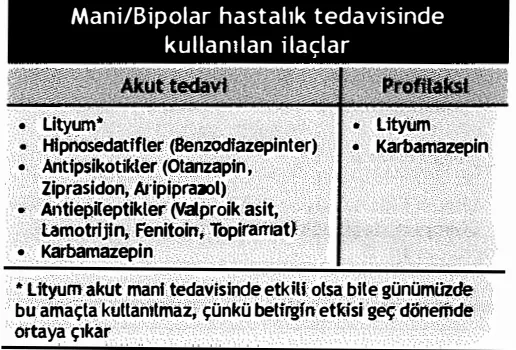 Mani/Bipolar hastalık tedavisinde
kullanılan ilaçlar
Akut tedavi
Profilaksi
• Lityum*
• Hipnosedatifler (Benzodiazepinler)
• Antipsikotikler (Olanzapin,
Ziprasidon, Aripiprazol)
• Antiepileptikler (Valproik asit,
Lamotrijin, Fenitoin, Topiramat)
• Karbamazepin
• Lityum
• Karbamazepin
* Lityum akut mani tedavisinde etkili olsa bile günümüzde
bu amaçla kullanılmaz, çünkü belirgin etkisi geç dönemde
ortaya çıkar